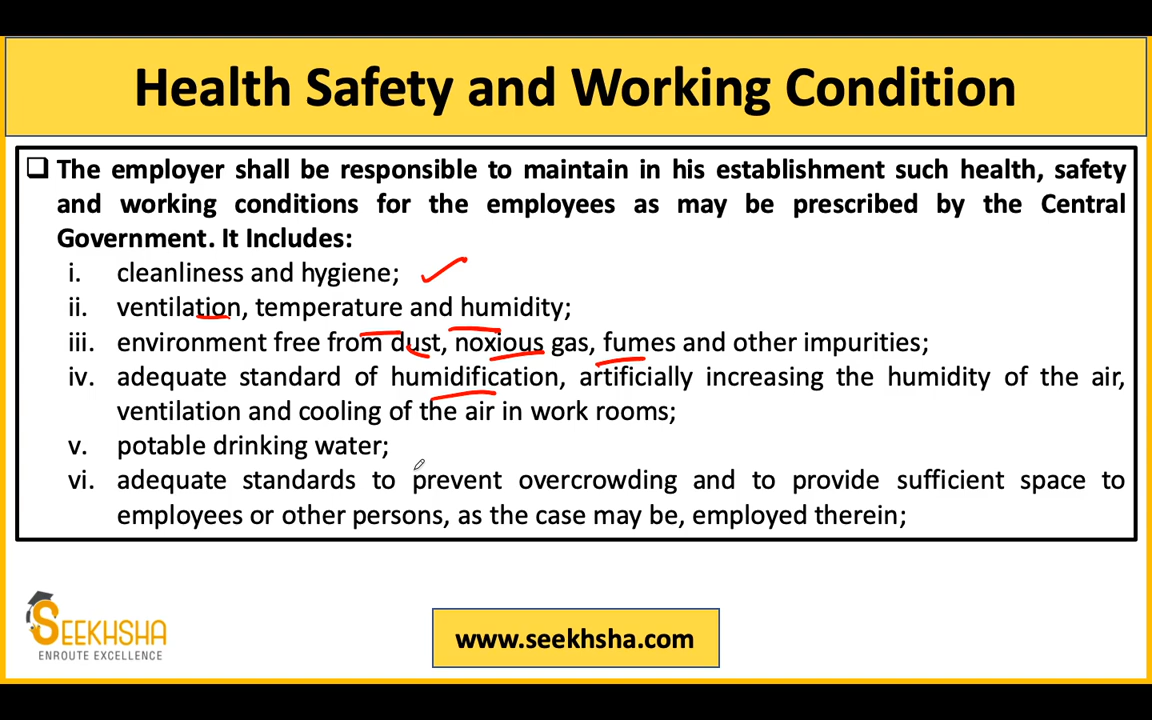 Health Safety and Working Condition
❑ The employer shall be responsible to maintain in his establishment such health, safety
and working conditions for the employees as may be prescribed by the Central
Government. It Includes:
i. cleanliness and hygiene;
ii. ventilation, temperature and humidity;
iii. environment free from dust, noxious gas, fumes and other impurities;
iv. adequate standard of humidification, artificially increasing the humidity of the air,
ventilation and cooling of the air in work rooms;
v. potable drinking water;
vi. adequate standards to prevent overcrowding and to provide sufficient space to
employees or other persons, as the case may be, employed therein;
SEEKHSHA
ENROUTE EXCELLENCE
www.seekhsha.com